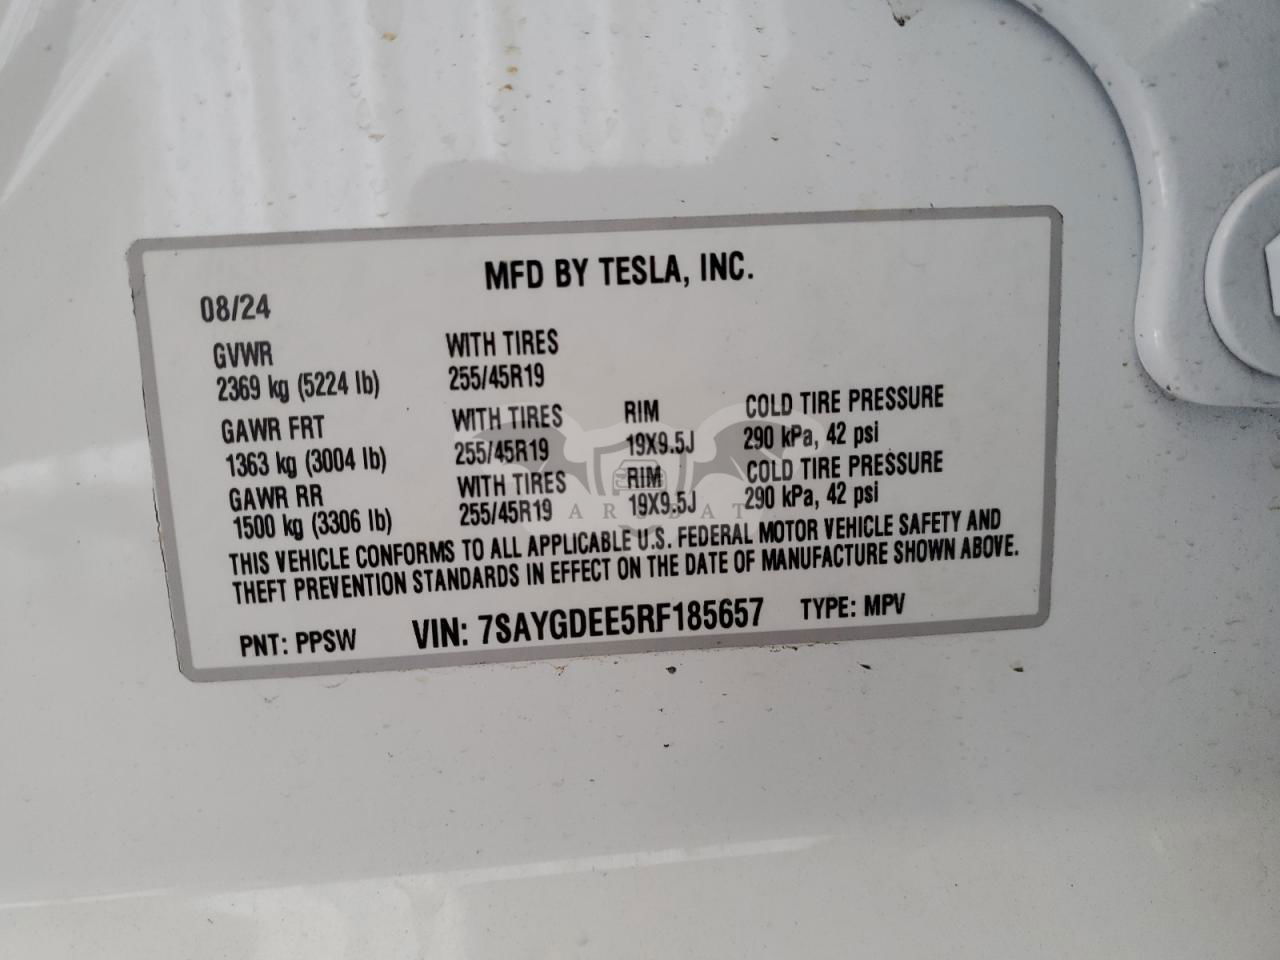 MFD BY TESLA, INC.
08/24
GVWR WITH TIRES
2369 kg (5224 lb) 255/45R19
GAWR FRT WITH TIRES RIM COLD TIRE PRESSURE
1363 kg (3004 lb) 255/45R19 19X9.5J 290 kPa, 42 psi
GAWR RR WITH TIRES RIM COLD TIRE PRESSURE
1500 kg (3306 lb) 255/45R19 19X9.5J 290 kPa, 42 psi
THIS VEHICLE CONFORMS TO ALL APPLICABLE U.S. FEDERAL MOTOR VEHICLE SAFETY AND
THEFT PREVENTION STANDARDS IN EFFECT ON THE DATE OF MANUFACTURE SHOWN ABOVE.
PNT: PPSW VIN: 7SAYGDEE5RF185657 TYPE: MPV